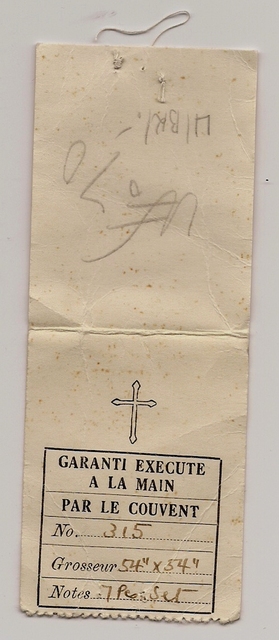 GARANTI EXECUTE
A LA MAIN
PAR LE COUVENT
No. 315
Grosseur 54" x 54"
Notes 7 Pc. Set